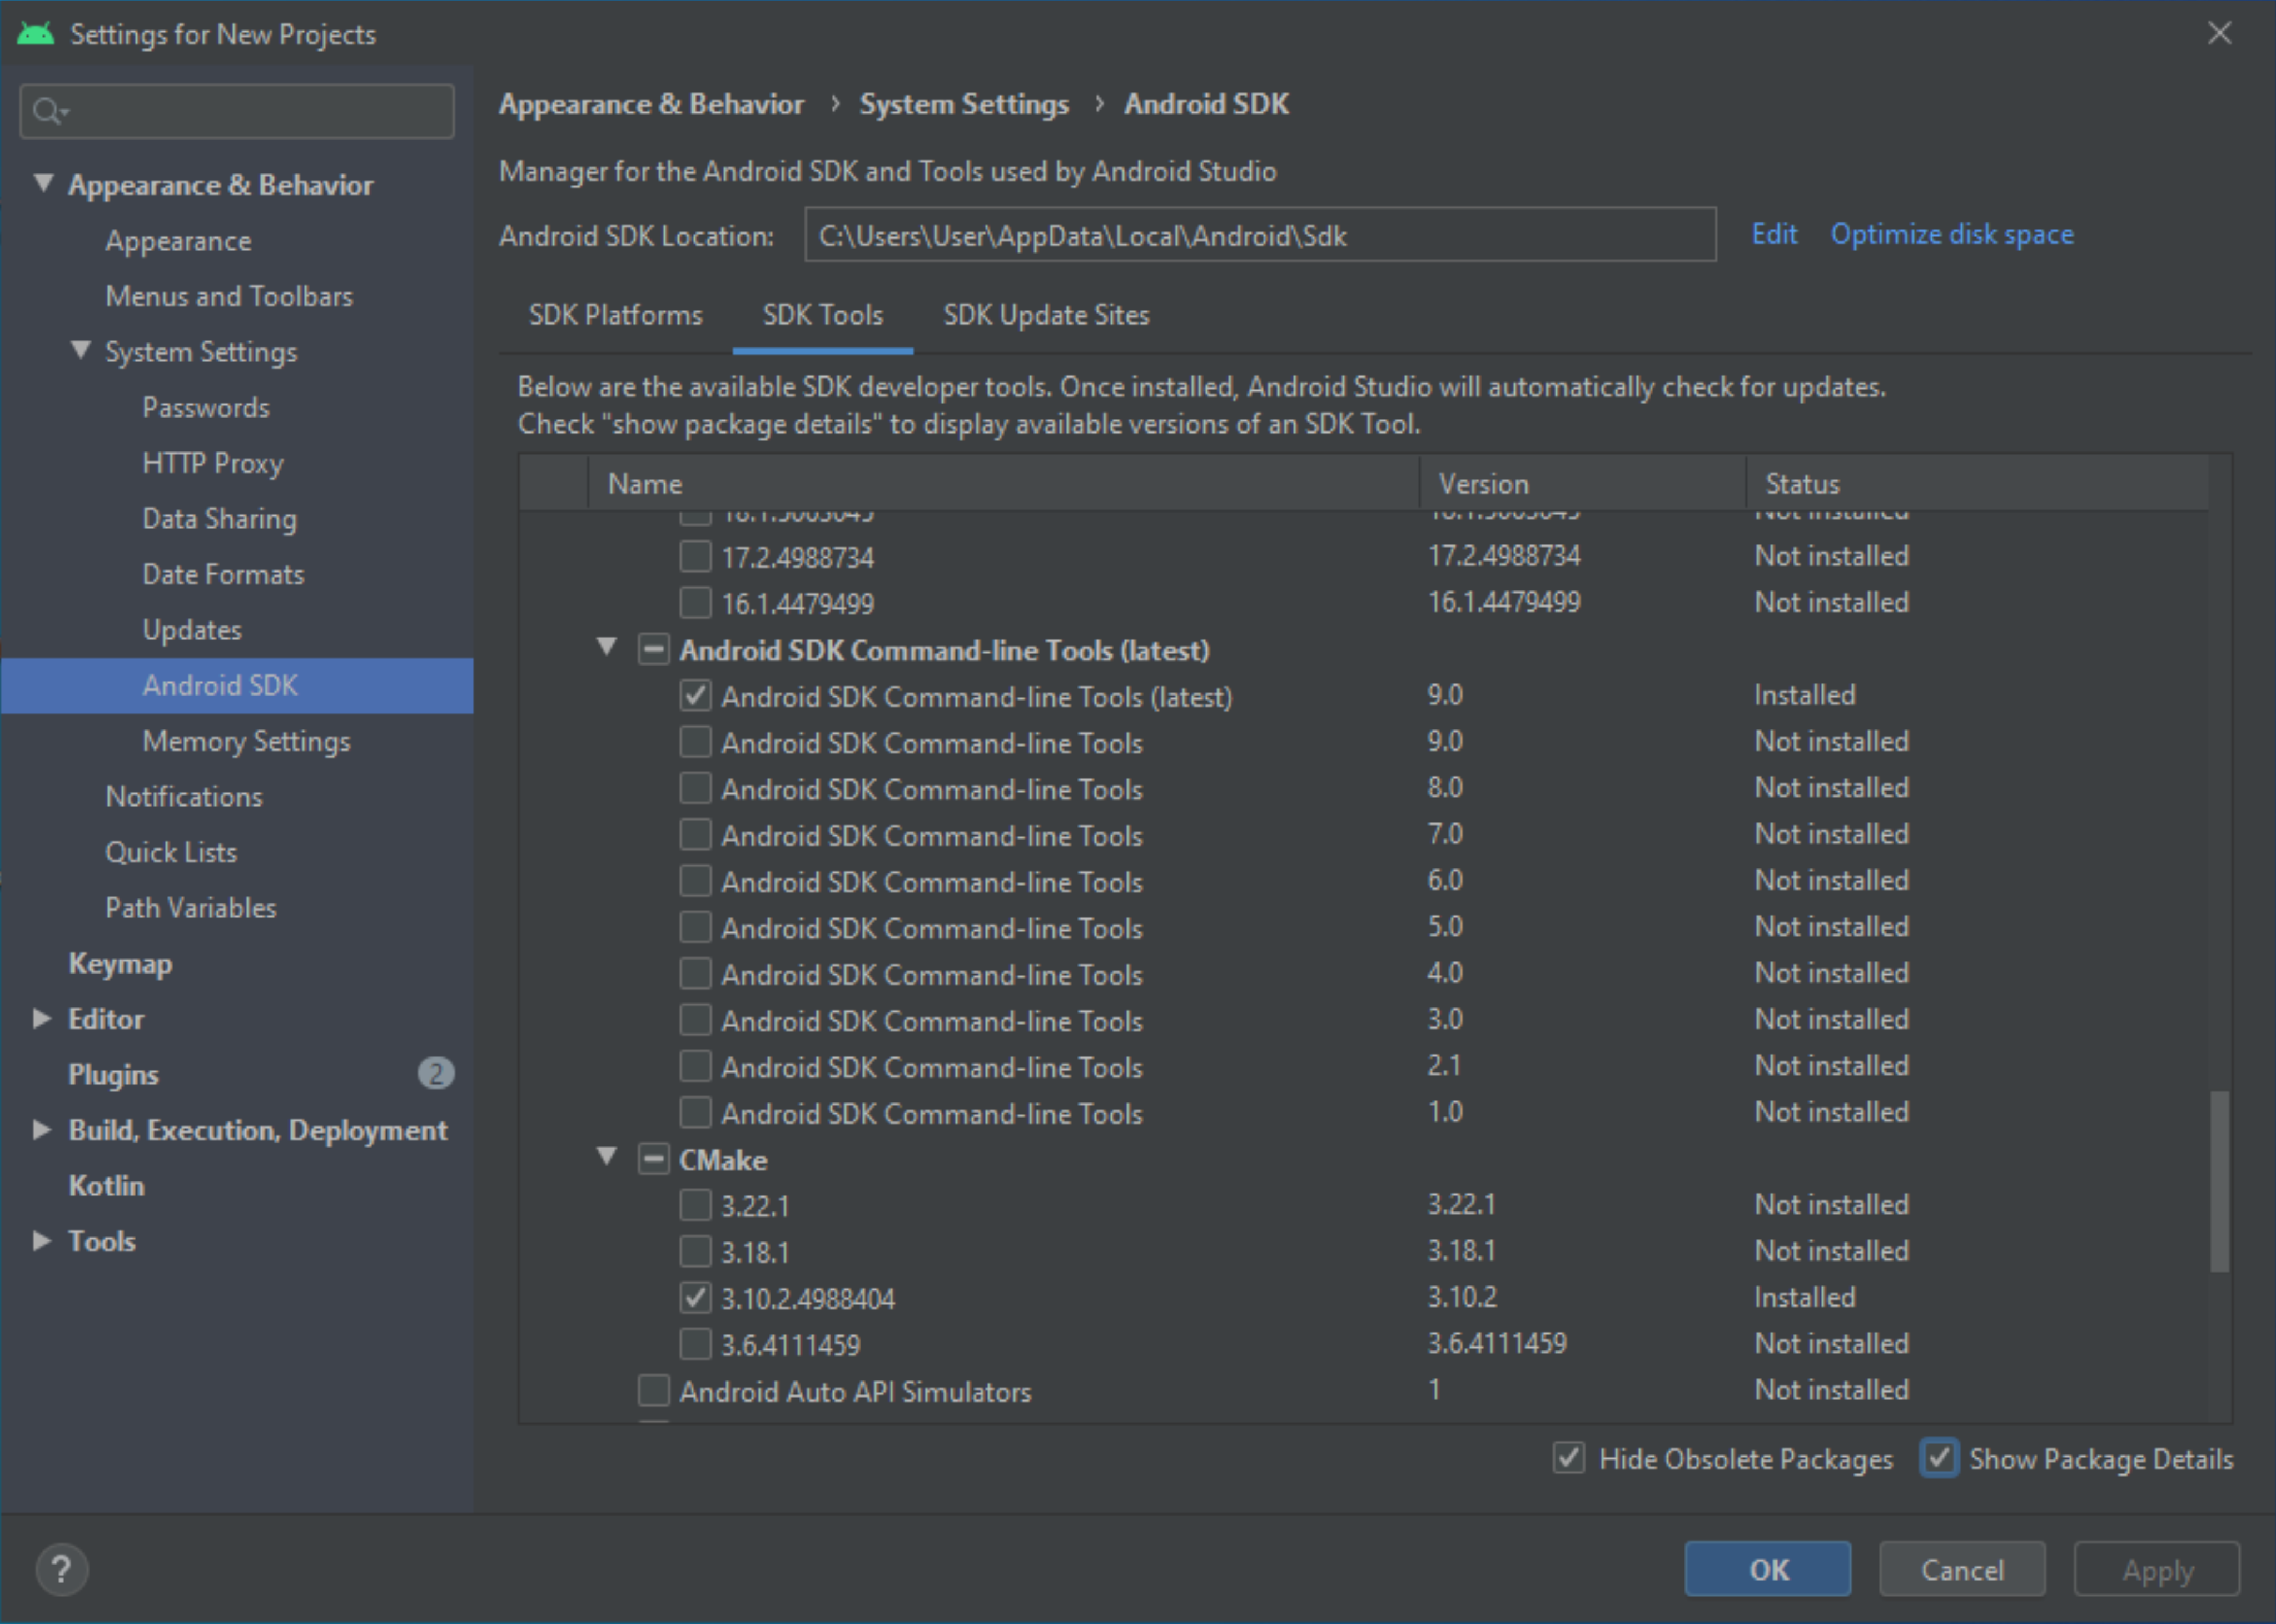 Settings for New Projects
Appearance & Behavior
Appearance
Menus and Toolbars
System Settings
Passwords
HTTP Proxy
Data Sharing
Date Formats
Updates
Android SDK
Memory Settings
Notifications
Quick Lists
Path Variables
Keymap
Editor
Plugins 2
Build, Execution, Deployment
Kotlin
Tools
Appearance & Behavior › System Settings › Android SDK
Manager for the Android SDK and Tools used by Android Studio
Android SDK Location: C:\Users\User\AppData\Local\Android\Sdk Edit Optimize disk space
SDK Platforms SDK Tools SDK Update Sites
Below are the available SDK developer tools. Once installed, Android Studio will automatically check for updates.
Check "show package details" to display available versions of an SDK Tool.
Name Version Status
Not installed
17.2.4988734 17.2.4988734 Not installed
16.1.4479499 16.1.4479499 Not installed
Android SDK Command-line Tools (latest)
Android SDK Command-line Tools (latest) 9.0 Installed
Android SDK Command-line Tools 9.0 Not installed
Android SDK Command-line Tools 8.0 Not installed
Android SDK Command-line Tools 7.0 Not installed
Android SDK Command-line Tools 6.0 Not installed
Android SDK Command-line Tools 5.0 Not installed
Android SDK Command-line Tools 4.0 Not installed
Android SDK Command-line Tools 3.0 Not installed
Android SDK Command-line Tools 2.1 Not installed
Android SDK Command-line Tools 1.0 Not installed
CMake
3.22.1 3.22.1 Not installed
3.18.1 3.18.1 Not installed
3.10.2.4988404 3.10.2 Installed
3.6.4111459 3.6.4111459 Not installed
Android Auto API Simulators 1 Not installed
Hide Obsolete Packages Show Package Details
? OK Cancel Apply